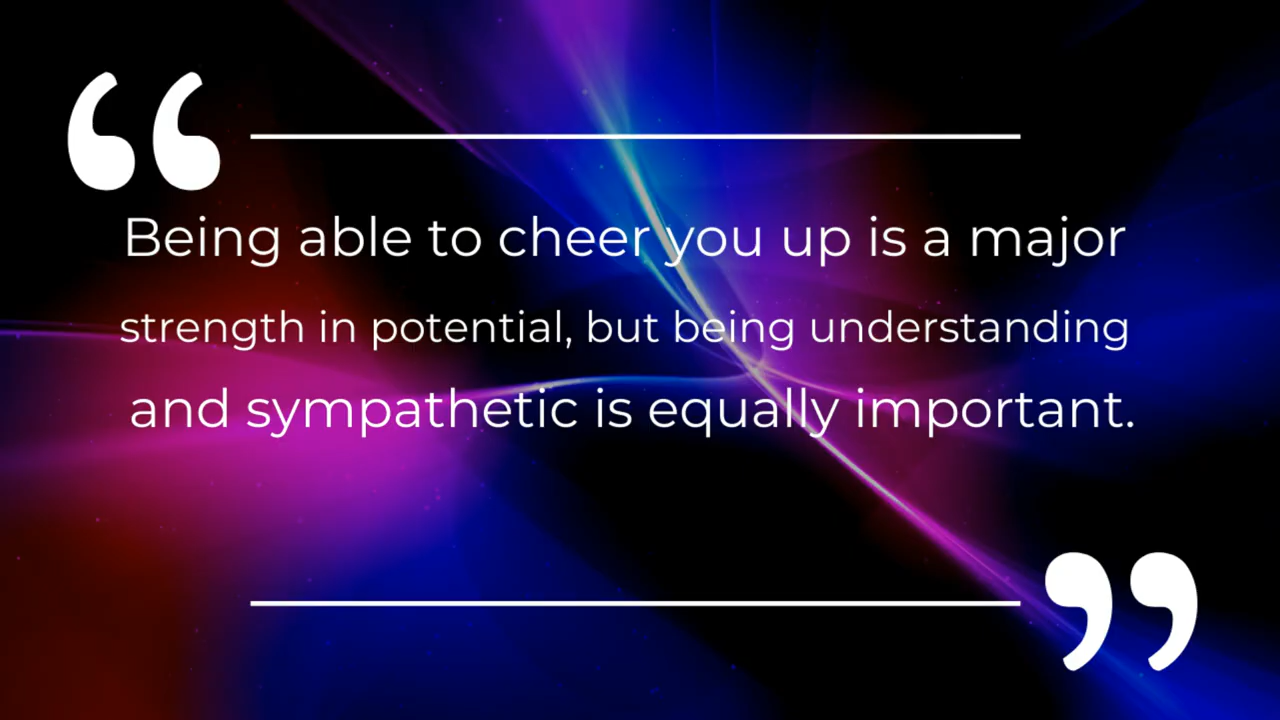 “
Being able to cheer you up is a major
strength in potential, but being understanding
and sympathetic is equally important.
”